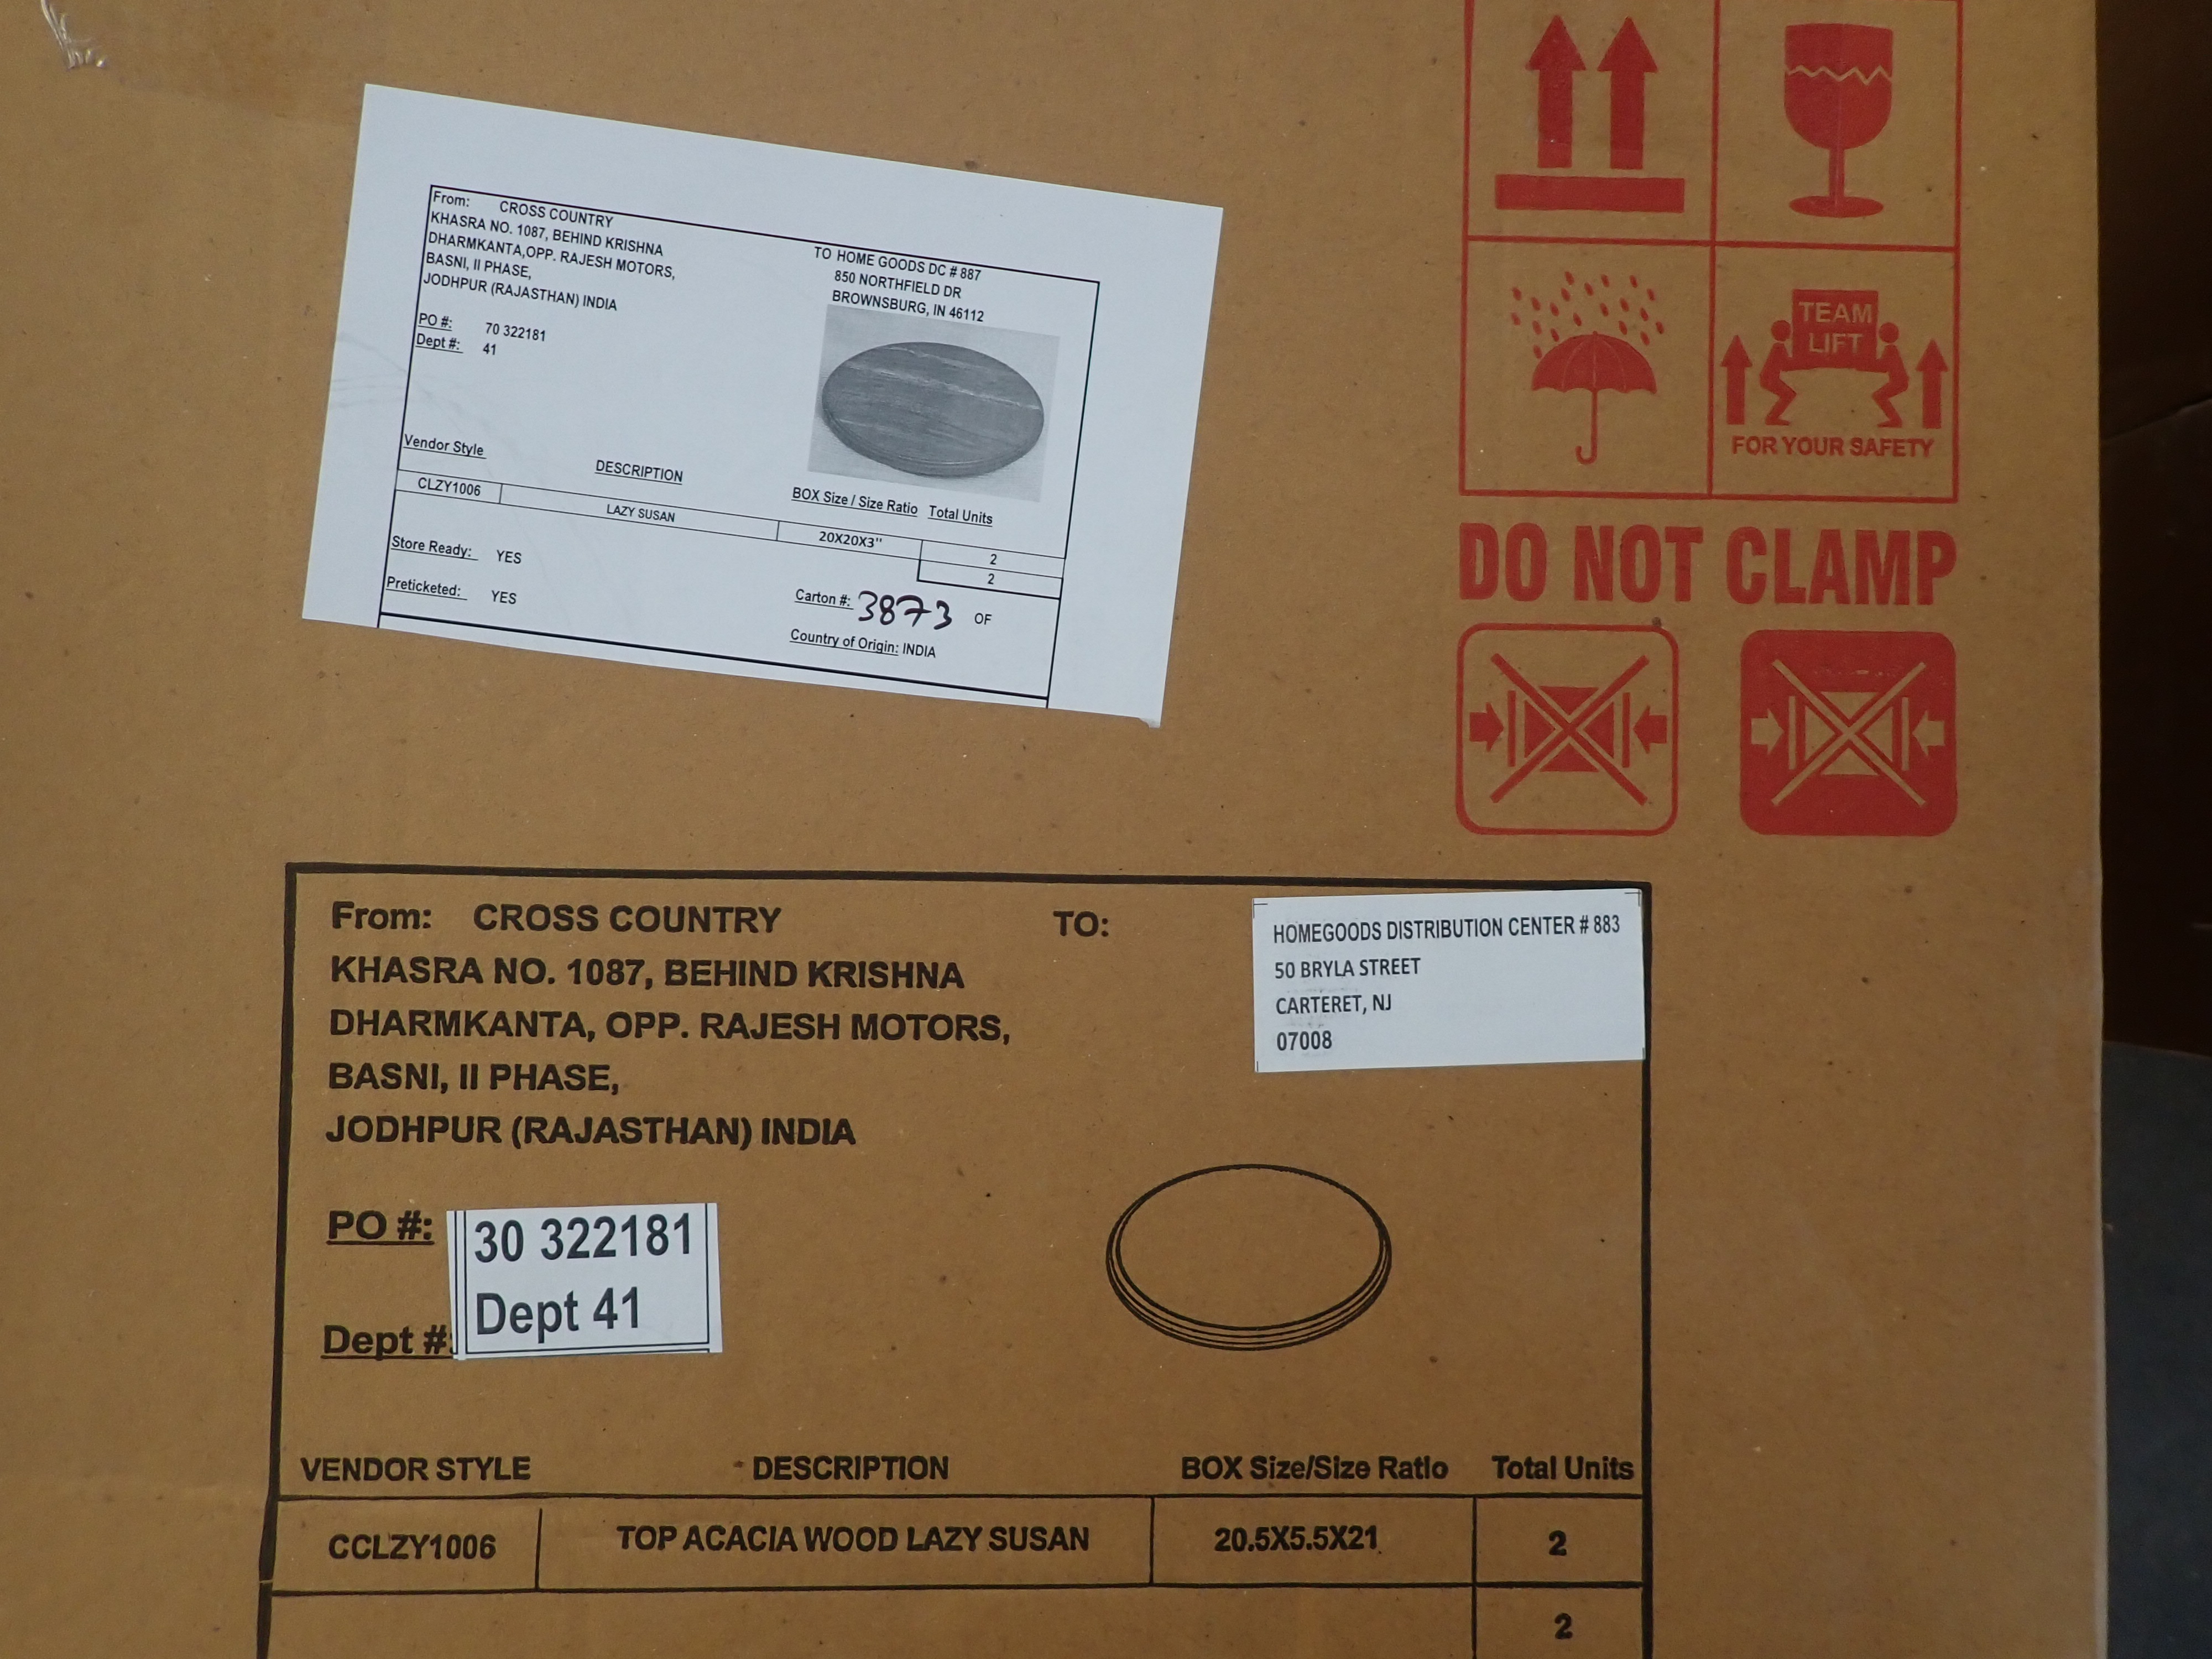 From: CROSS COUNTRY
KHASRA NO. 1087, BEHIND KRISHNA
DHARMKANTA,OPP. RAJESH MOTORS,
BASNI, II PHASE,
JODHPUR (RAJASTHAN) INDIA
TO HOME GOODS DC # 887
850 NORTHFIELD DR
BROWNSBURG, IN 46112
PO #: 70 322181
Dept #: 41
Vendor Style DESCRIPTION BOX Size / Size Ratio Total Units
CLZY1006 LAZY SUSAN 20X20X3" 2
2
Store Ready: YES
Preticketed: YES
Carton #: 3873 OF
Country of Origin: INDIA
TEAM
LIFT
FOR YOUR SAFETY
DO NOT CLAMP
From: CROSS COUNTRY
KHASRA NO. 1087, BEHIND KRISHNA
DHARMKANTA, OPP. RAJESH MOTORS,
BASNI, II PHASE,
JODHPUR (RAJASTHAN) INDIA
TO:
HOMEGOODS DISTRIBUTION CENTER # 883
50 BRYLA STREET
CARTERET, NJ
07008
PO #: 30 322181
Dept #: Dept 41
VENDOR STYLE DESCRIPTION BOX Size/Size Ratio Total Units
CCLZY1006 TOP ACACIA WOOD LAZY SUSAN 20.5X5.5X21 2
2